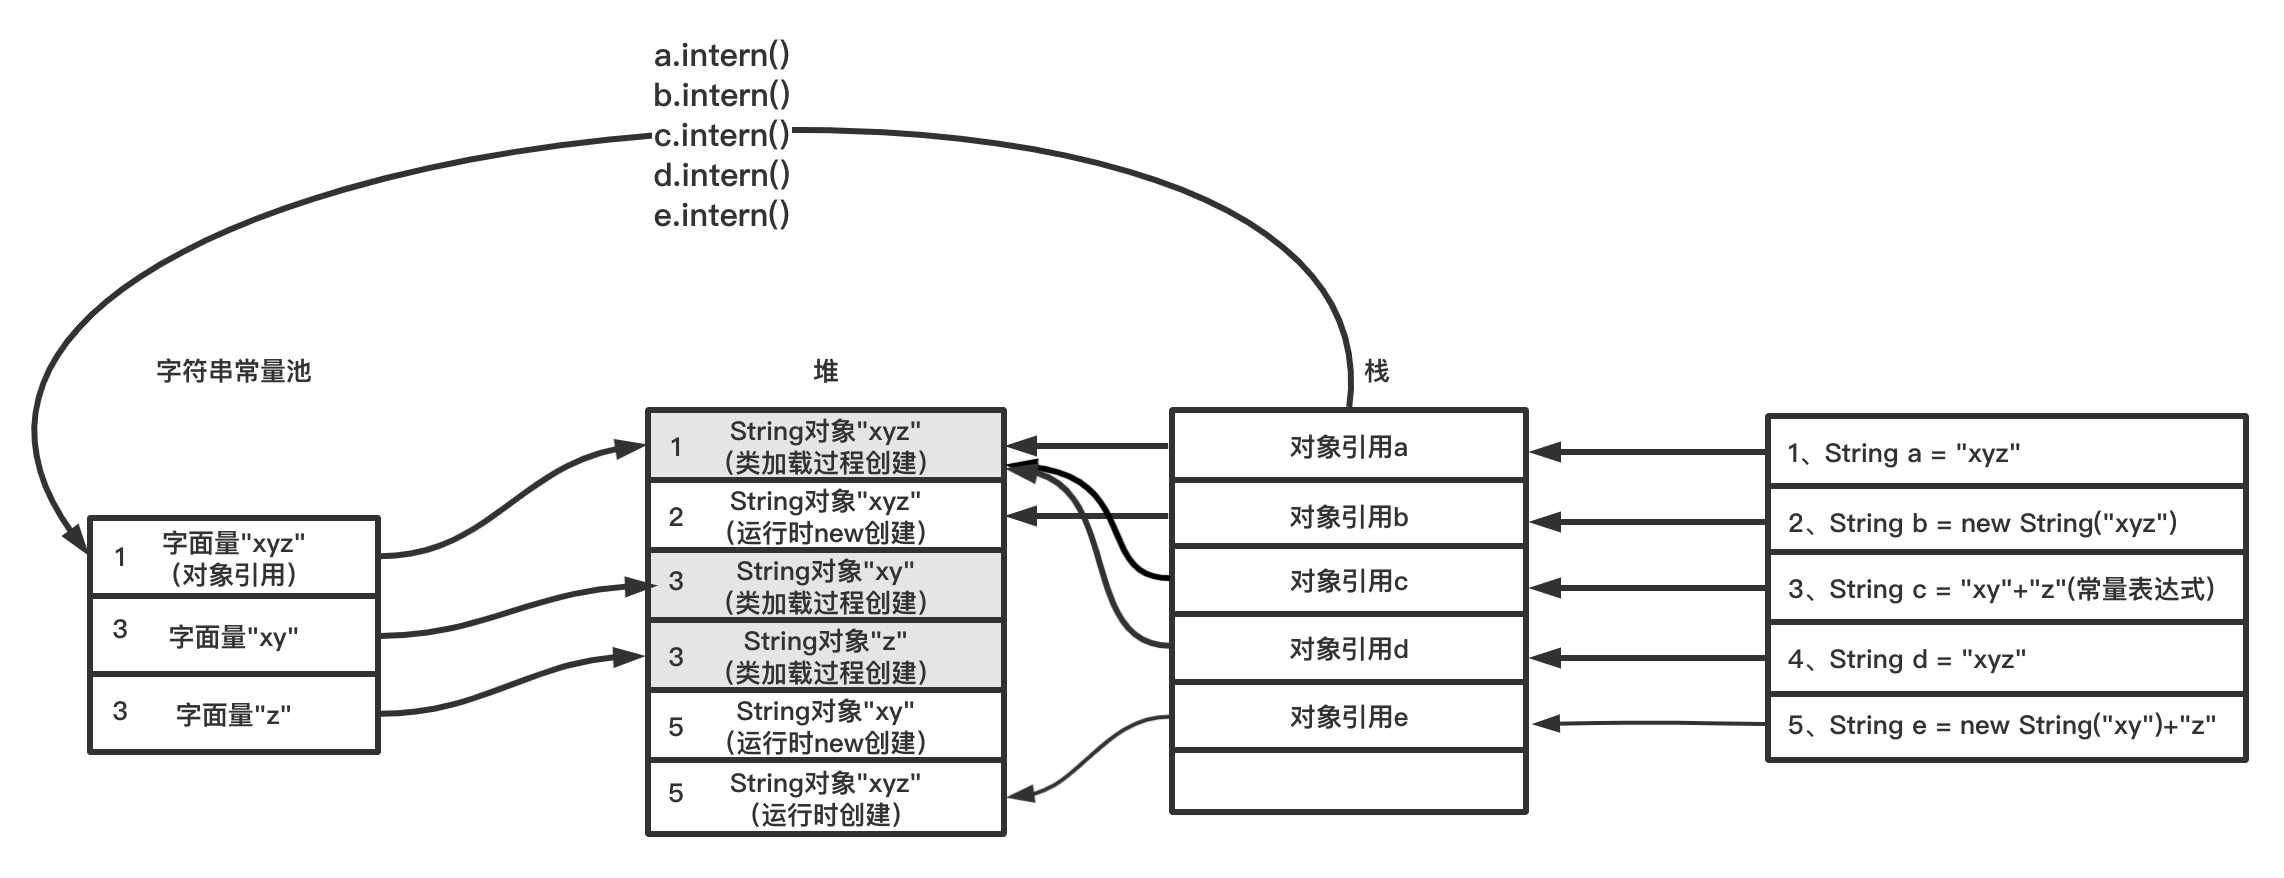 a.intern()
b.intern()
c.intern()
d.intern()
e.intern()
字符串常量池
堆
栈
1
字面量"xyz"
（对象引用）
3
字面量"xy"
3
字面量"z"
1
String对象"xyz"
（类加载过程创建）
2
String对象"xyz"
（运行时new创建）
3
String对象"xy"
（类加载过程创建）
3
String对象"z"
（类加载过程创建）
5
String对象"xy"
（运行时new创建）
5
String对象"xyz"
（运行时创建）
对象引用a
对象引用b
对象引用c
对象引用d
对象引用e
1、String a = "xyz"
2、String b = new String("xyz")
3、String c = "xy"+"z"(常量表达式)
4、String d = "xyz"
5、String e = new String("xy")+"z"